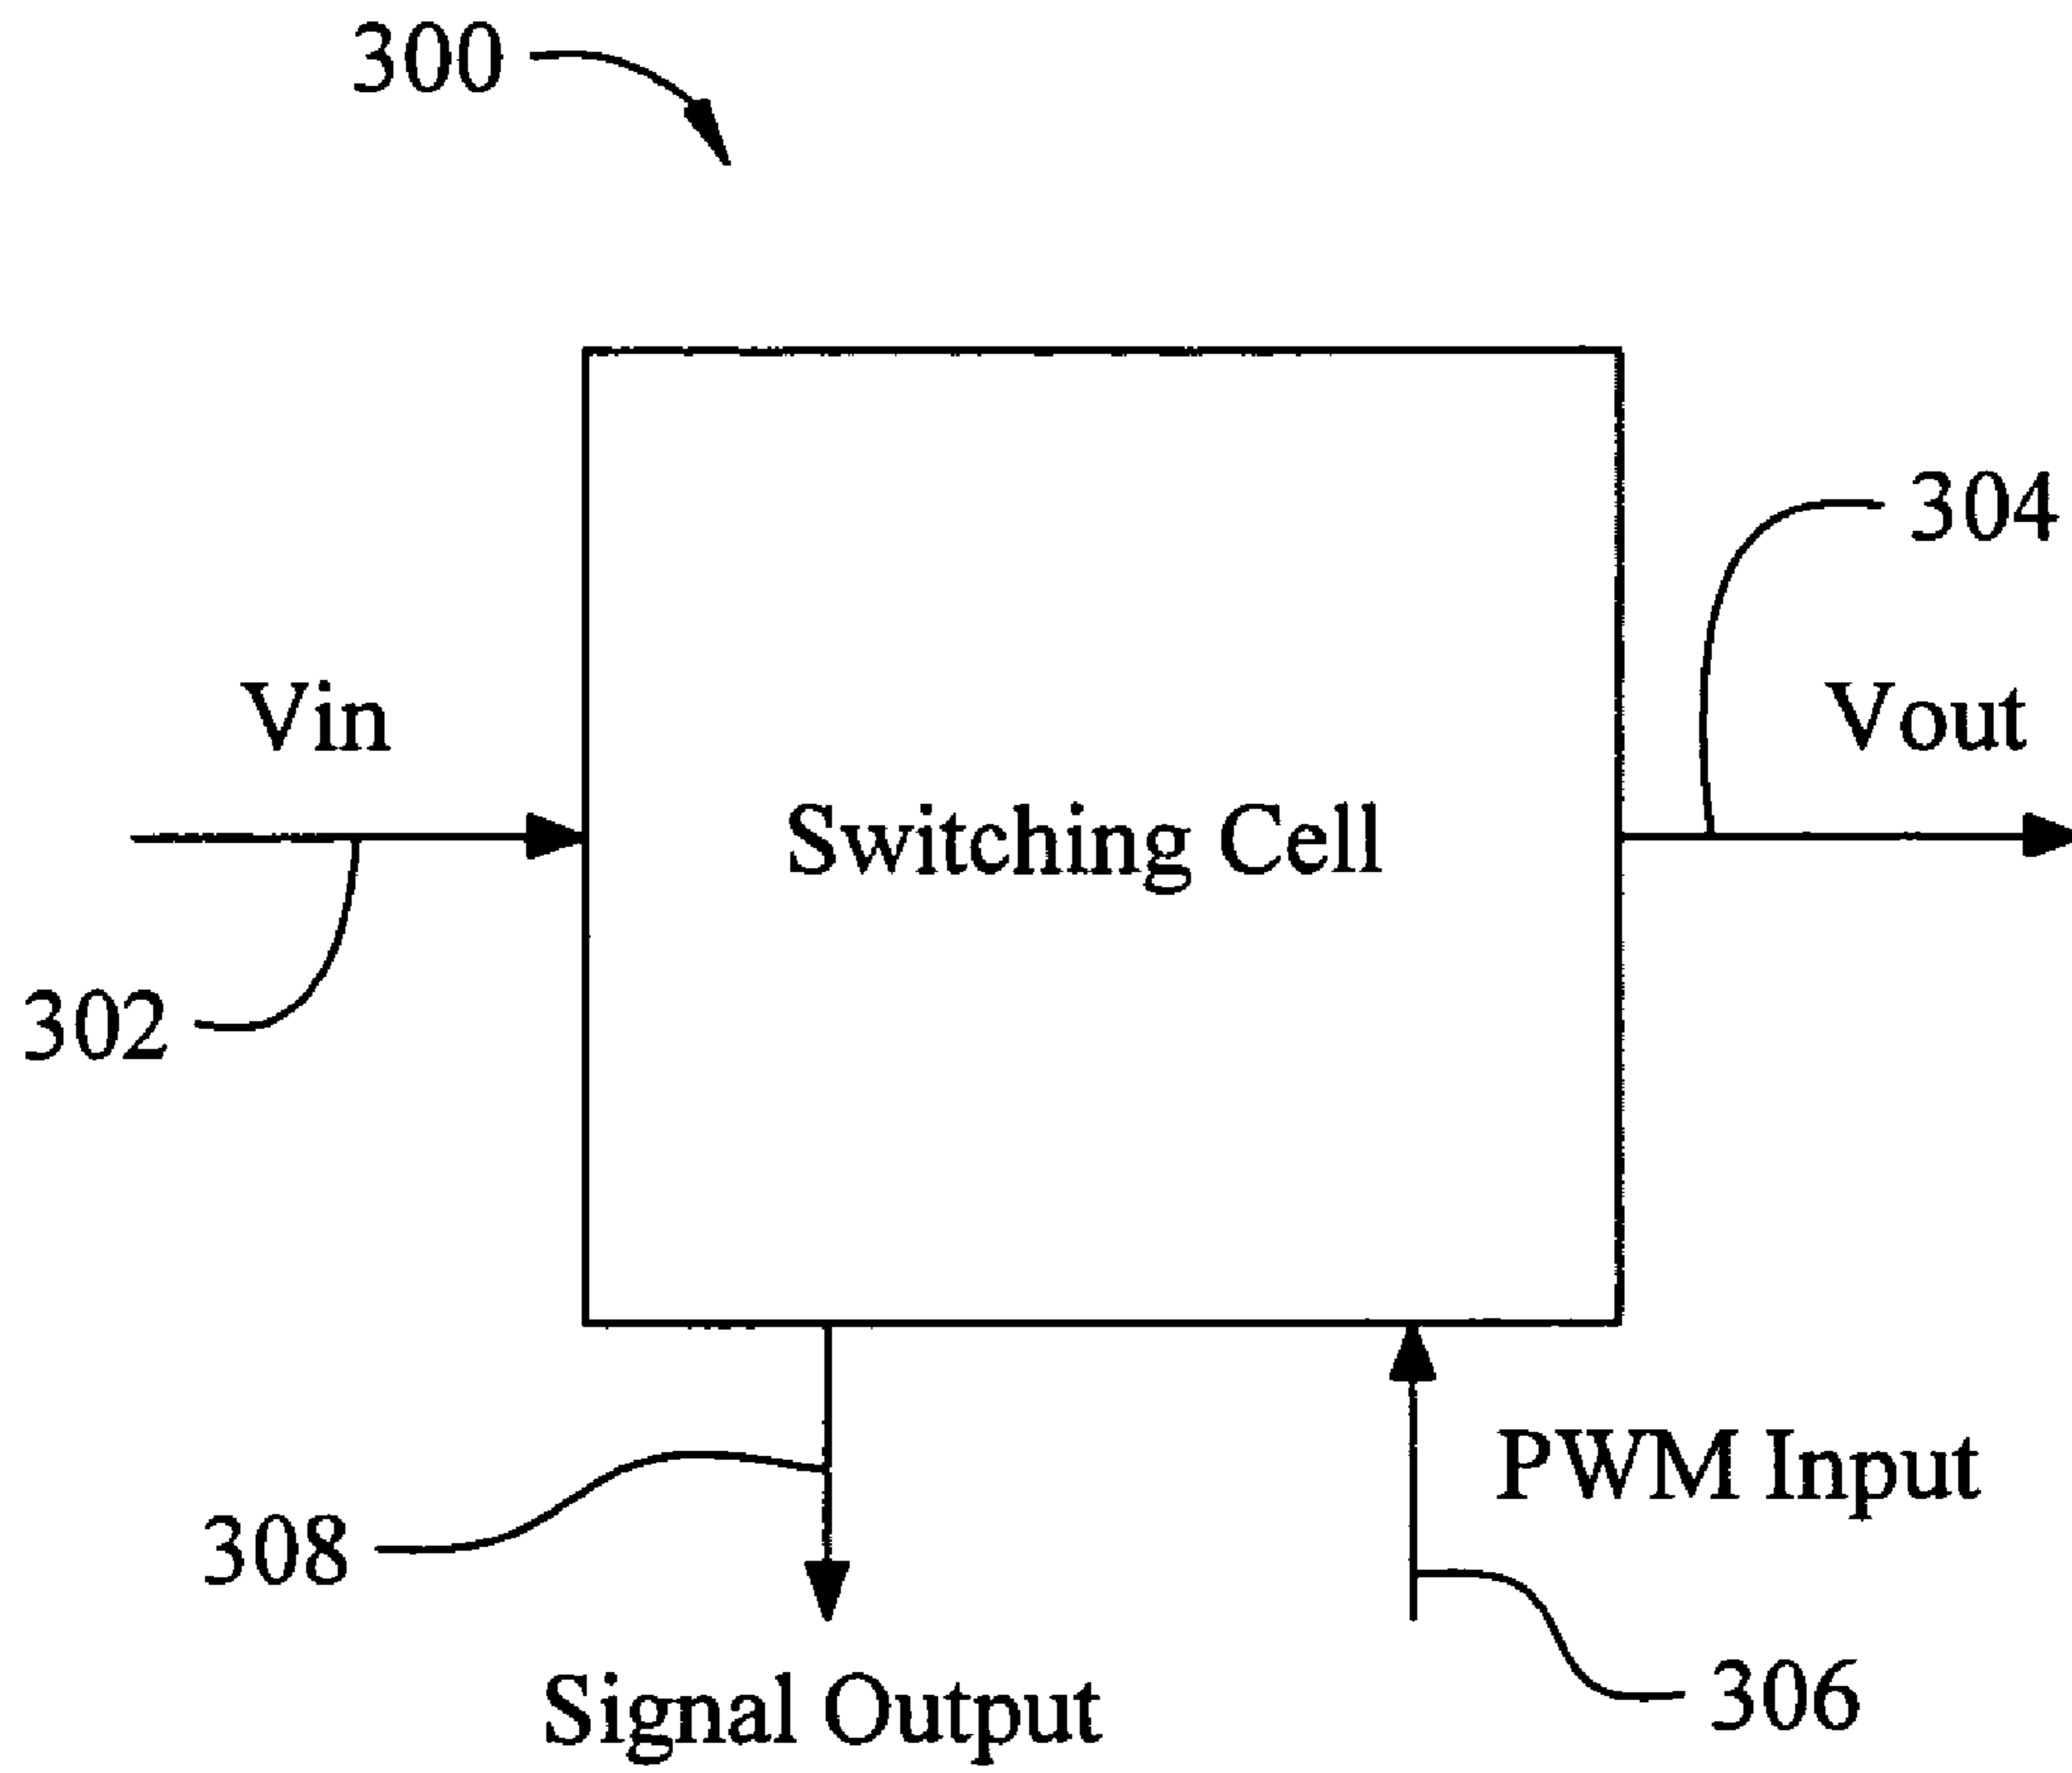 300
304
Vin
Vout
Switching Cell
302
PWM Input
308
306
Signal Output